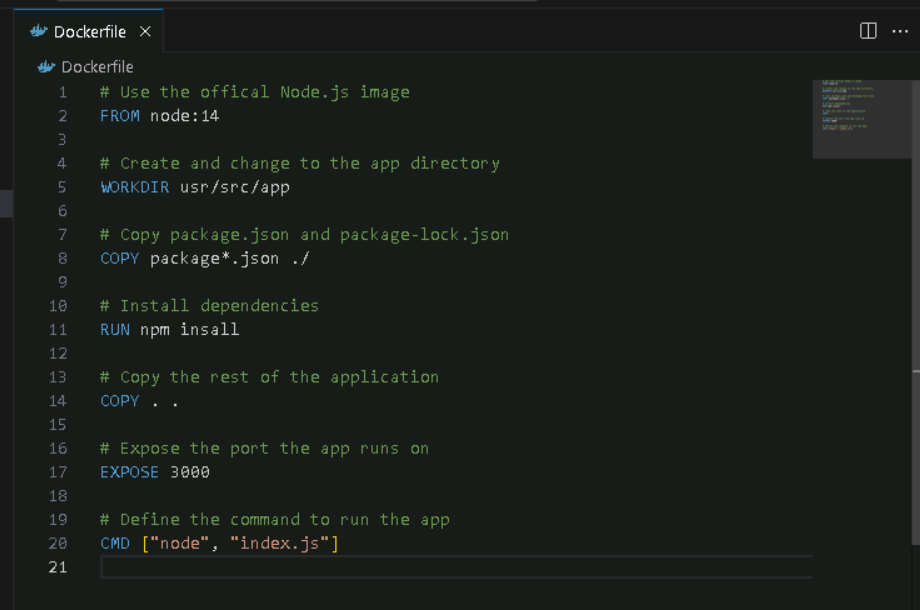 Dockerfile ×
Dockerfile
1 # Use the offical Node.js image
2 FROM node:14
3
4 # Create and change to the app directory
5 WORKDIR usr/src/app
6
7 # Copy package.json and package-lock.json
8 COPY package*.json ./
9
10 # Install dependencies
11 RUN npm insall
12
13 # Copy the rest of the application
14 COPY . .
15
16 # Expose the port the app runs on
17 EXPOSE 3000
18
19 # Define the command to run the app
20 CMD ["node", "index.js"]
21